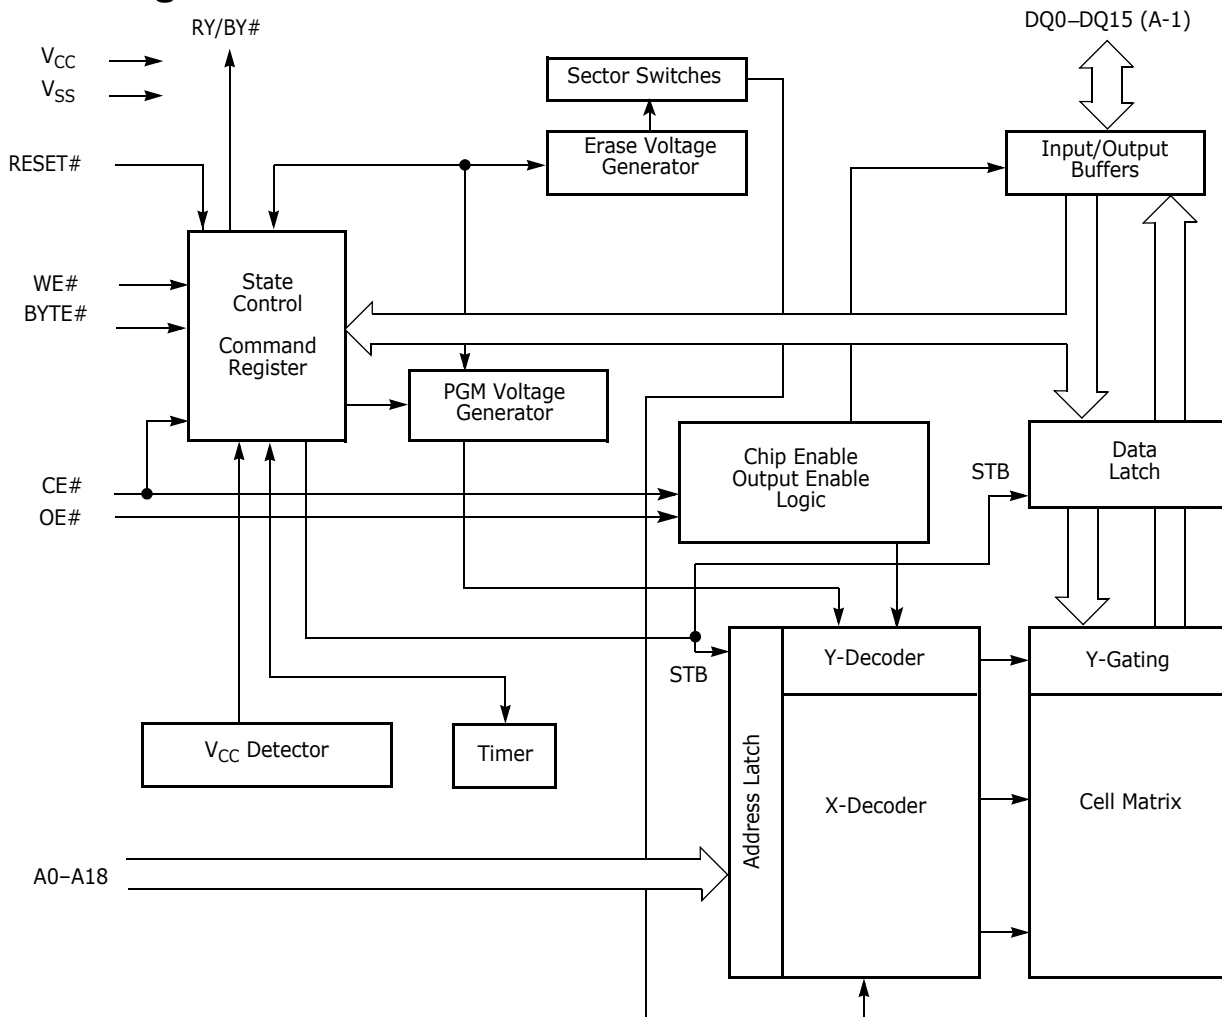 RY/BY#
DQ0–DQ15 (A-1)
VCC
VSS
Sector Switches
Erase Voltage
Generator
Input/Output
Buffers
RESET#
WE#
BYTE#
State
Control
Command
Register
PGM Voltage
Generator
Chip Enable
Output Enable
Logic
Data
Latch
STB
CE#
OE#
STB
Y-Decoder
Y-Gating
VCC Detector
Timer
Address Latch
X-Decoder
Cell Matrix
A0–A18